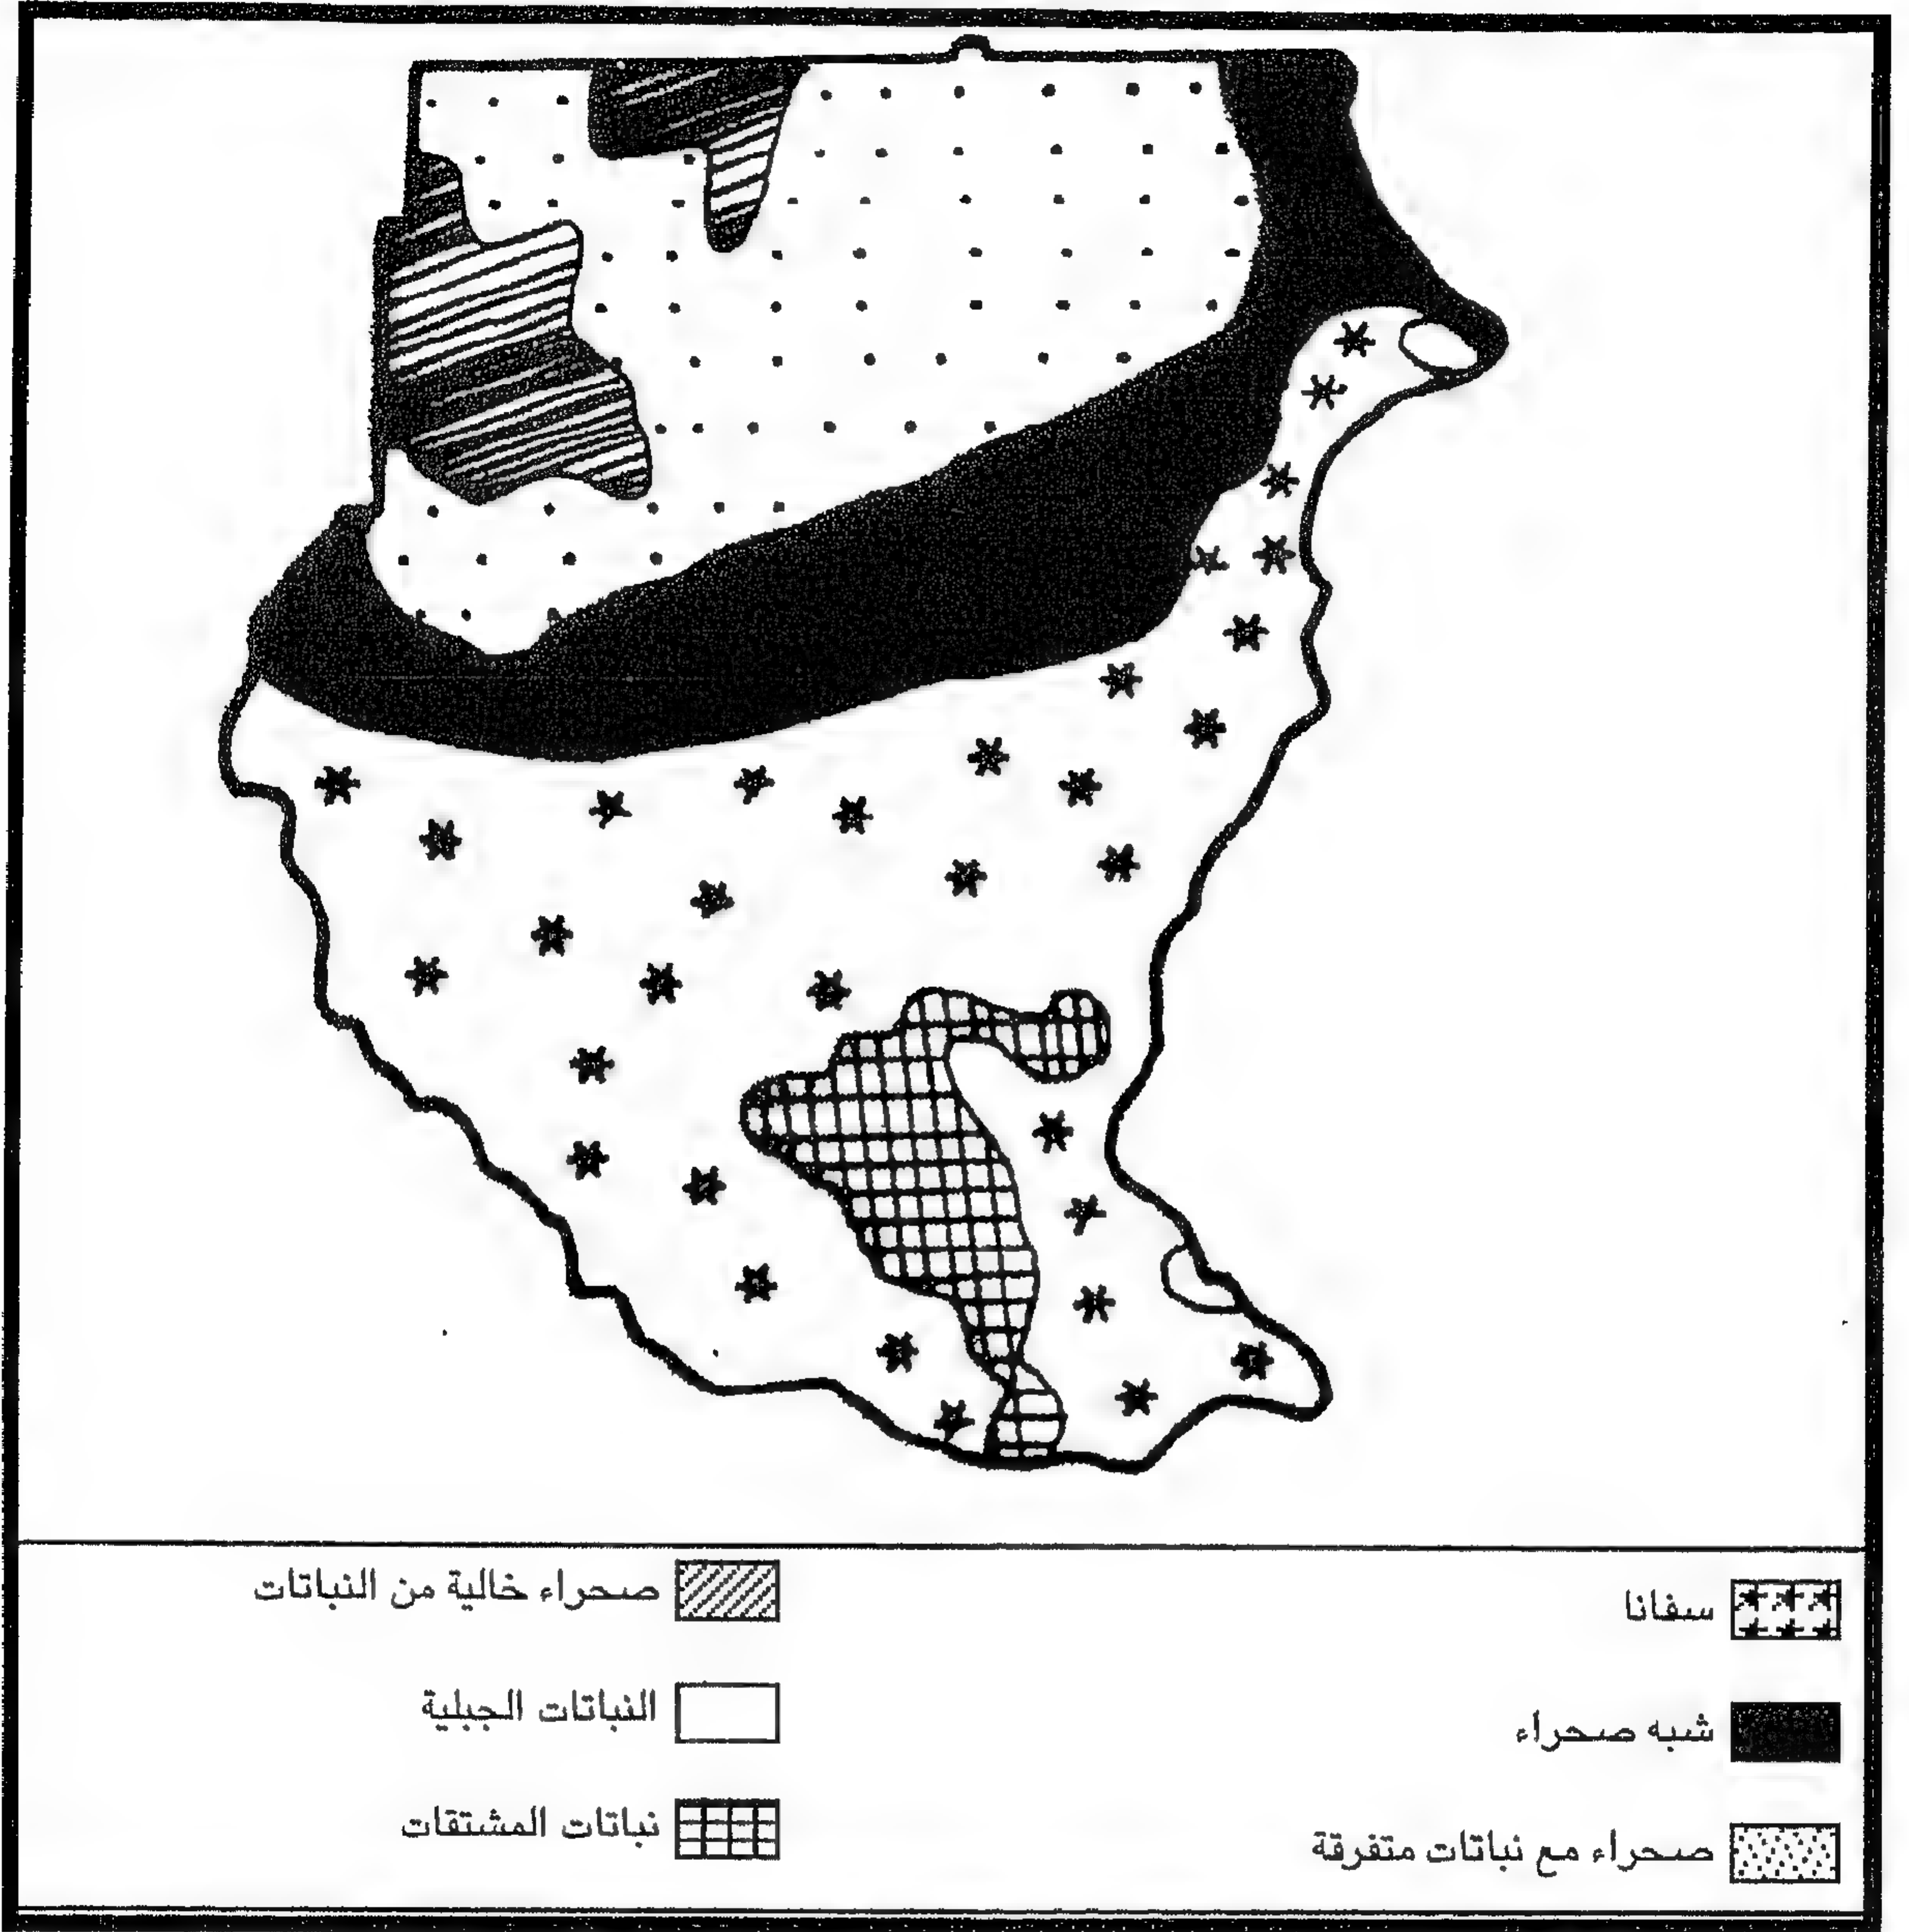 سفانا
شبه صحراء
صحراء مع نباتات متفرقة
صحراء خالية من النباتات
النباتات الجبلية
نباتات المشتقات